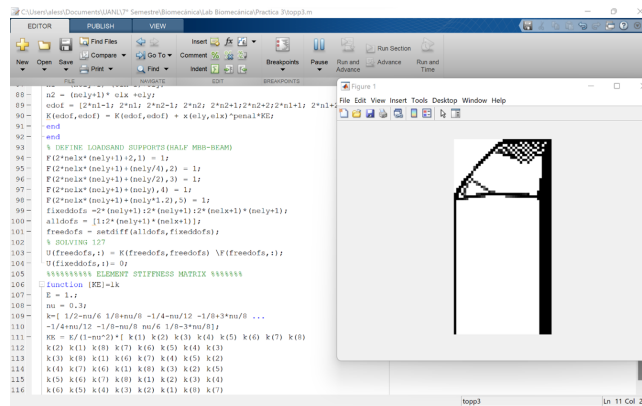 C:\Users\aless\Documents\UANL\7° Semestre\Biomecánica\Lab Biomecánica\Practica 3\topp3.m
EDITOR PUBLISH VIEW
New Open Save
Find Files
Compare
Print
Go To
Find
Insert
Comment
Indent
Breakpoints
Pause
Run and Advance
Run Section
Advance
Run and Time
FILE NAVIGATE EDIT BREAKPOINTS
88 n2 = (nely+1)* elx +ely;
89 edof = [2*n1-1; 2*n1; 2*n2-1; 2*n2; 2*n2+1;2*n2+2;2*n1+1; 2*n1+2
90 K(edof,edof) = K(edof,edof) + x(ely,elx)^penal*KE;
91 end
92 end
93 % DEFINE LOADSAND SUPPORTS(HALF MBB-BEAM)
94 F(2*nelx*(nely+1)+2,1) = 1;
95 F(2*nelx*(nely+1)+(nely/4),2) = 1;
96 F(2*nelx*(nely+1)+(nely/2),3) = 1;
97 F(2*nelx*(nely+1)+(nely),4) = 1;
98 F(2*nelx*(nely+1)+(nely*1.2),5) = 1;
99 fixeddofs =2*(nely+1):2*(nely+1):2*(nelx+1)*(nely+1);
100 alldofs = [1:2*(nely+1)*(nelx+1)];
101 freedofs = setdiff(alldofs,fixeddofs);
102 % SOLVING 127
103 U(freedofs,:) = K(freedofs,freedofs) \F(freedofs,:);
104 U(fixeddofs,:)= 0;
105 %%%%%%%%%% ELEMENT STIFFNESS MATRIX %%%%%%%
106 function [KE]=lk
107 E = 1.;
108 nu = 0.3;
109 k=[ 1/2-nu/6 1/8+nu/8 -1/4-nu/12 -1/8+3*nu/8 ...
110 -1/4+nu/12 -1/8-nu/8 nu/6 1/8-3*nu/8];
111 KE = E/(1-nu^2)*[ k(1) k(2) k(3) k(4) k(5) k(6) k(7) k(8)
112 k(2) k(1) k(8) k(7) k(6) k(5) k(4) k(3)
113 k(3) k(8) k(1) k(6) k(7) k(4) k(5) k(2)
114 k(4) k(7) k(6) k(1) k(8) k(3) k(2) k(5)
115 k(5) k(6) k(7) k(8) k(1) k(2) k(3) k(4)
116 k(6) k(5) k(4) k(3) k(2) k(1) k(8) k(7)
Figure 1
File Edit View Insert Tools Desktop Window Help
topp3
Ln 11 Col